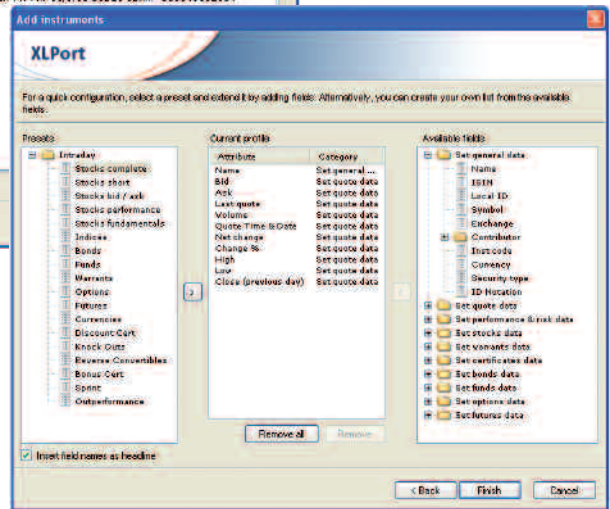 Add instruments
XLPort
For a quick configuration, select a preset and extend it by adding fields. Alternatively, you can create your own list from the available
fields.
Presets
Intraday
Stocks complete
Stocks short
Stocks bid / ask
Stocks performance
Stocks fundamentals
Indices
Bonds
Funds
Warrants
Options
Futures
Currencies
Discount Cert
Knock Outs
Reverse Convertibles
Bonus Cert
Sprint
Outperformance
Insert field names as headline
>
Current profile
Attribute Category
Name Set general ...
Bid Set quote data
Ask Set quote data
Last quote Set quote data
Volume Set quote data
Quote Time & Date Set quote data
Net change Set quote data
Change % Set quote data
High Set quote data
Low Set quote data
Close (previous day) Set quote data
Remove all Remove
<
Available fields
Set general data
Name
ISIN
Local ID
Symbol
Exchange
Contributor
Inst code
Currency
Security type
ID Notation
Set quote data
Set performance & risk data
Set stocks data
Set warrants data
Set certificates data
Set bonds data
Set funds data
Set options data
Set futures data
< Back Finish Cancel